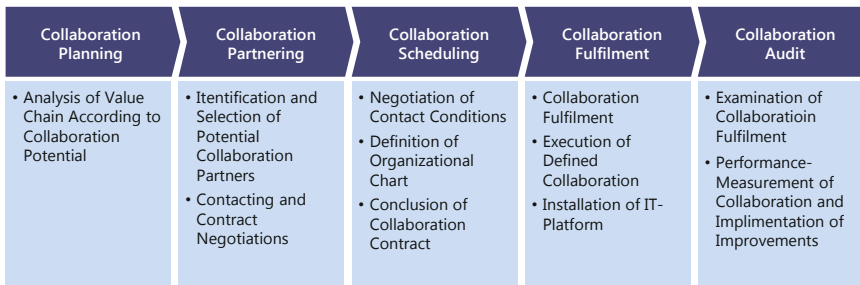 Collaboration
Planning
Collaboration
Partnering
Collaboration
Scheduling
Collaboration
Fulfilment
Collaboration
Audit
• Analysis of Value
Chain According to
Collaboration
Potential
• Itentification and
Selection of
Potential
Collaboration
Partners
• Contacting and
Contract
Negotiations
• Negotiation of
Contact Conditions
• Definition of
Organizational
Chart
• Conclusion of
Collaboration
Contract
• Collaboration
Fulfilment
• Execution of
Defined
Collaboration
• Installation of IT-
Platform
• Examination of
Collaboratioin
Fulfilment
• Performance-
Measurement of
Collaboration and
Implimentation of
Improvements